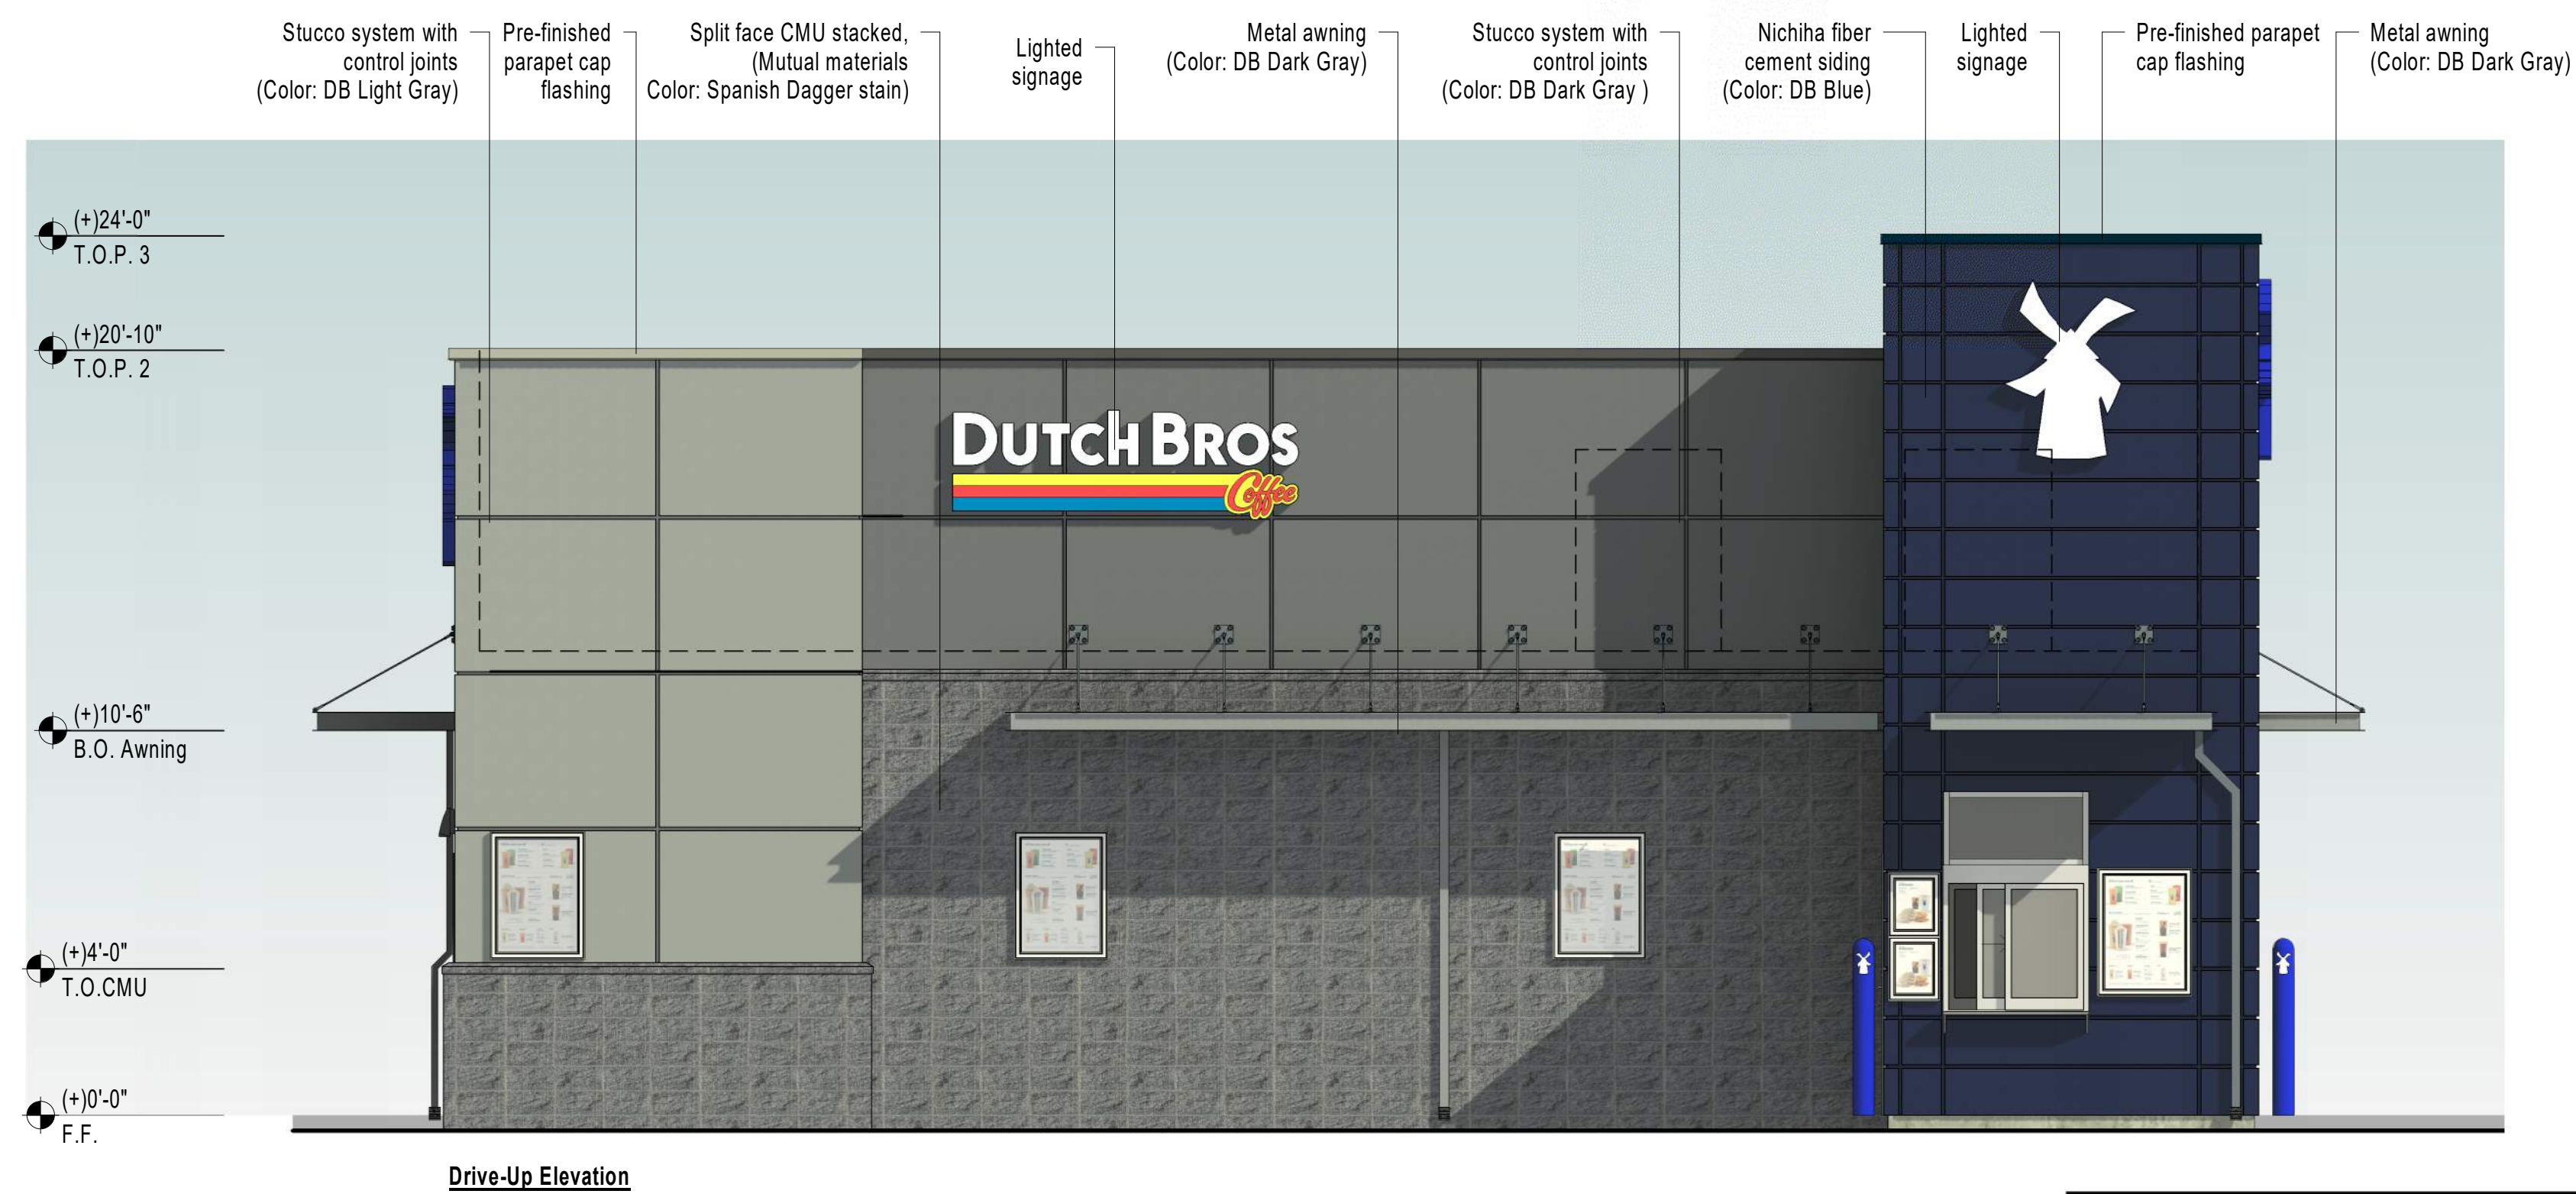 Stucco system with
control joints
(Color: DB Light Gray)
Pre-finished
parapet cap
flashing
Split face CMU stacked,
(Mutual materials
Color: Spanish Dagger stain)
Lighted
signage
Metal awning
(Color: DB Dark Gray)
Stucco system with
control joints
(Color: DB Dark Gray )
Nichiha fiber
cement siding
(Color: DB Blue)
Lighted
signage
Pre-finished parapet
cap flashing
Metal awning
(Color: DB Dark Gray)
(+)24'-0"
T.O.P. 3
(+)20'-10"
T.O.P. 2
DUTCH BROS
Coffee
(+)10'-6"
B.O. Awning
(+)4'-0"
T.O.CMU
(+)0'-0"
F.F.
Drive-Up Elevation